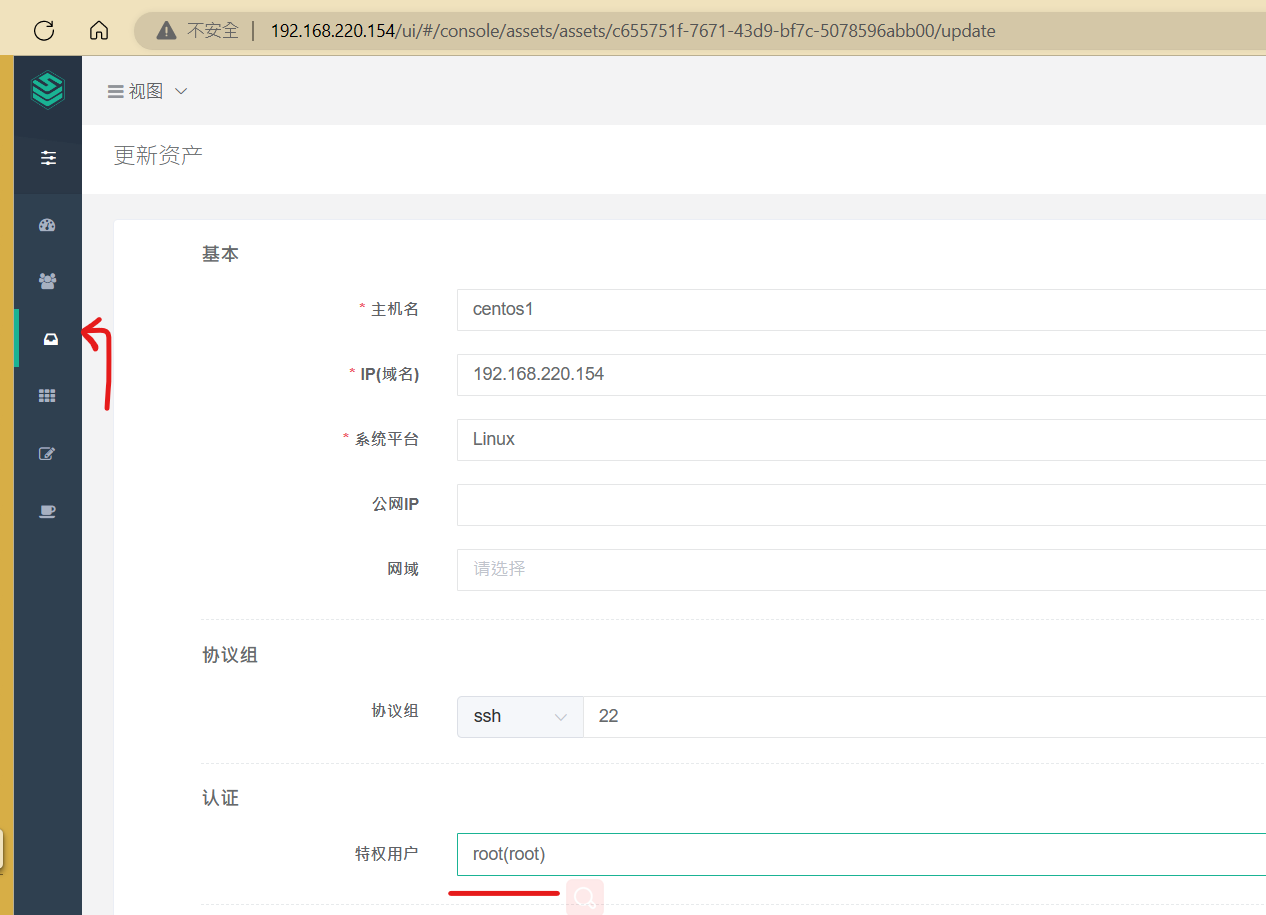 不安全 | 192.168.220.154/ui/#/console/assets/assets/c655751f-7671-43d9-bf7c-5078596abb00/update
视图
更新资产
基本
* 主机名 centos1
* IP(域名) 192.168.220.154
* 系统平台 Linux
公网IP
网域 请选择
协议组
协议组 ssh 22
认证
特权用户 root(root)